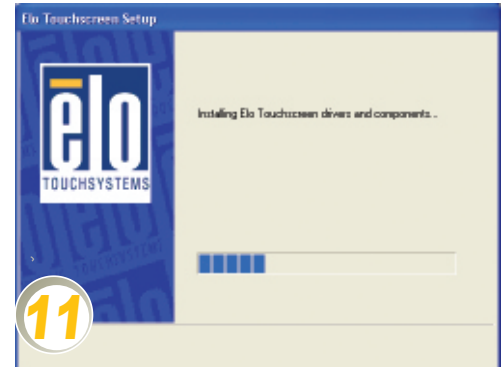 Elo Touchscreen Setup
elo
TOUCHSYSTEMS
Installing Elo Touchscreen drivers and components...
11